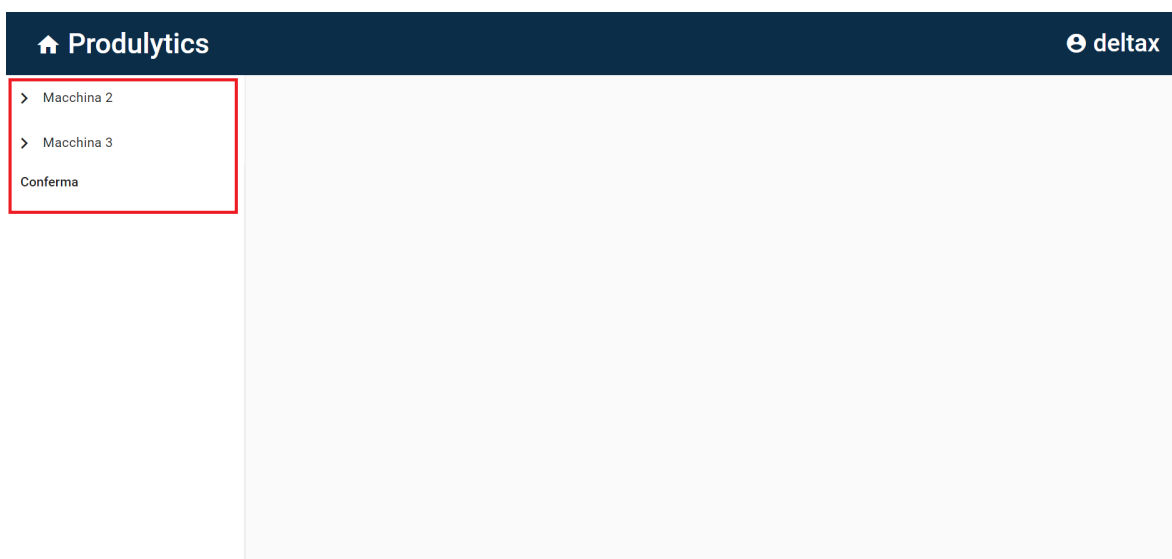 Produlytics
deltax
Macchina 2
Macchina 3
Conferma